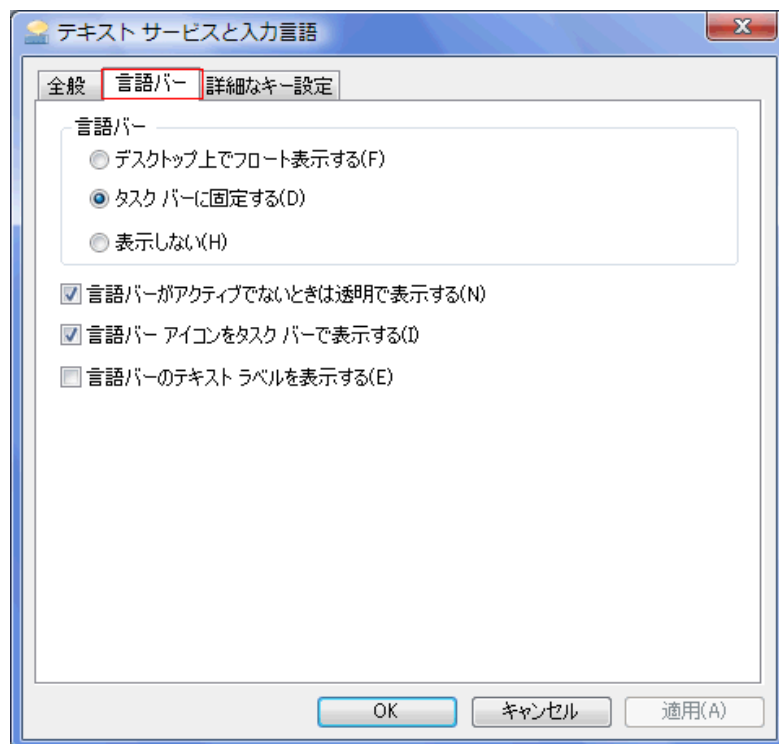 テキスト サービスと入力言語
全般 言語バー 詳細なキー設定
言語バー
デスクトップ上でフロート表示する(F)
タスク バーに固定する(D)
表示しない(H)
言語バーがアクティブでないときは透明で表示する(N)
言語バー アイコンをタスク バーで表示する(I)
言語バーのテキスト ラベルを表示する(E)
OK キャンセル 適用(A)